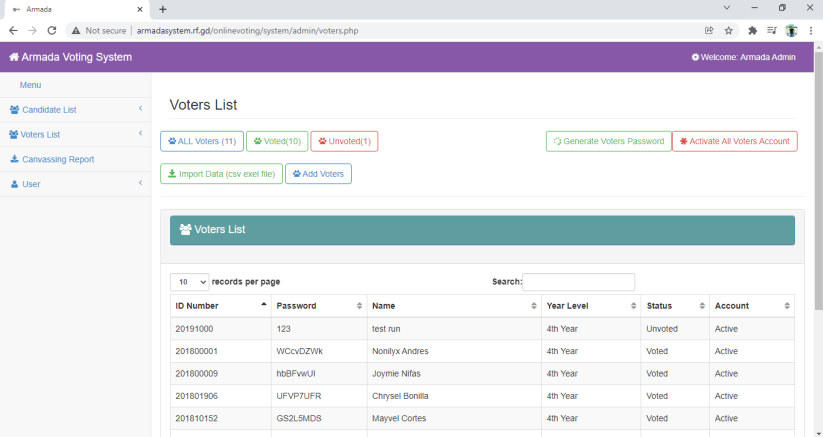 Armada
Not secure | armadasystem.rf.gd/onlinevoting/system/admin/voters.php
Armada Voting System
Welcome: Armada Admin
Menu
Candidate List
Voters List
Canvassing Report
User
Voters List
ALL Voters (11) Voted(10) Unvoted(1) Generate Voters Password Activate All Voters Account
Import Data (csv exel file) Add Voters
Voters List
10 records per page Search:
ID Number Password Name Year Level Status Account
20191000 123 test run 4th Year Unvoted Active
201800001 WCcvDZWk Nonilyx Andres 4th Year Voted Active
201800009 hbBFvwUI Joymie Nifas 4th Year Voted Active
201801906 UFVP7UFR Chrysel Bonilla 4th Year Voted Active
201810152 GS2L5MDS Mayvel Cortes 4th Year Voted Active